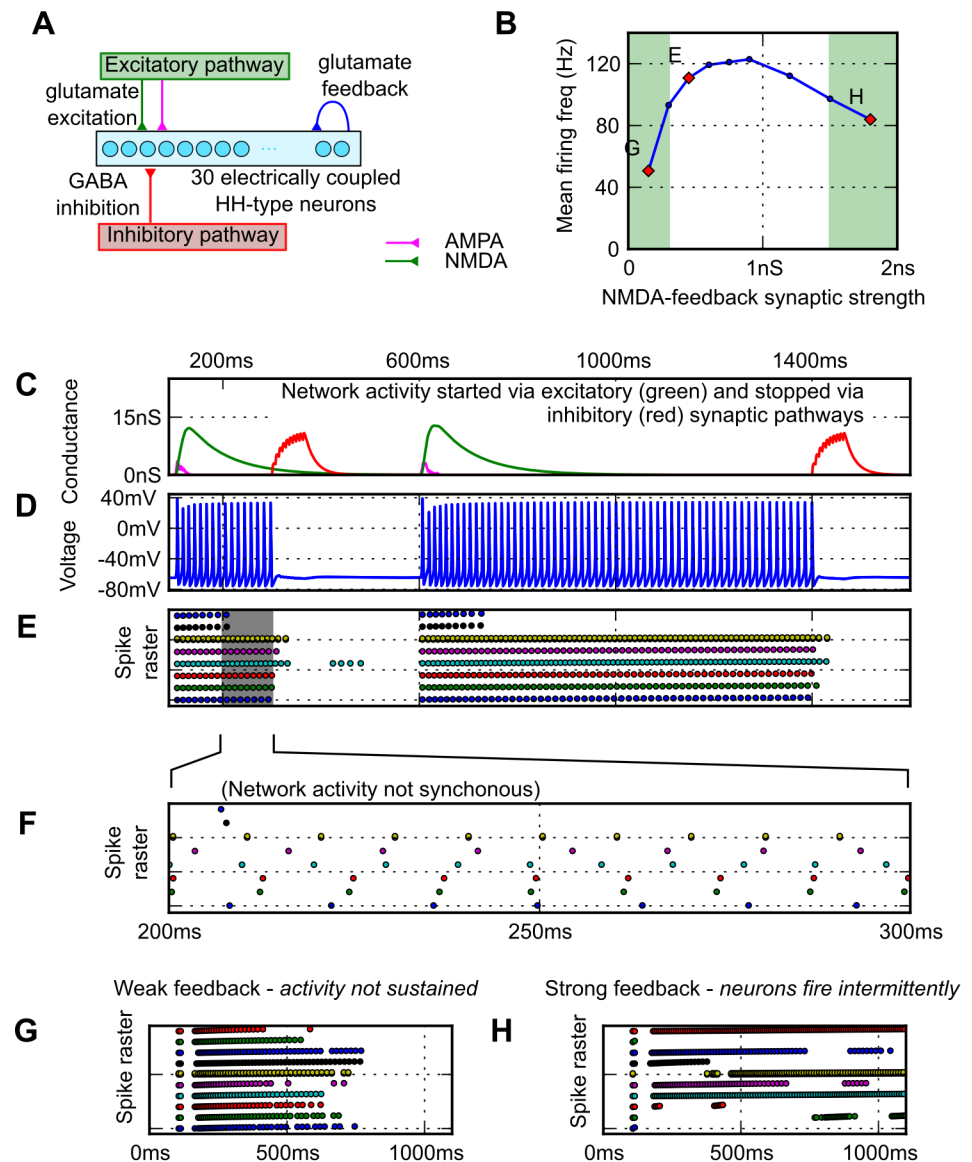 A
Excitatory pathway
glutamate
excitation
glutamate
feedback
...
GABA
inhibition
30 electrically coupled
HH-type neurons
Inhibitory pathway
AMPA
NMDA
B
Mean firing freq (Hz)
120
80
40
0
E
G
H
0
1nS
2ns
NMDA-feedback synaptic strength
200ms
600ms
1000ms
1400ms
C
Conductance
15nS
0nS
Network activity started via excitatory (green) and stopped via
inhibitory (red) synaptic pathways
D
Voltage
40mV
0mV
-40mV
-80mV
E
Spike
raster
(Network activity not synchonous)
F
Spike
raster
200ms
250ms
300ms
Weak feedback - activity not sustained
G
Spike raster
0ms
500ms
1000ms
Strong feedback - neurons fire intermittently
H
Spike raster
0ms
500ms
1000ms